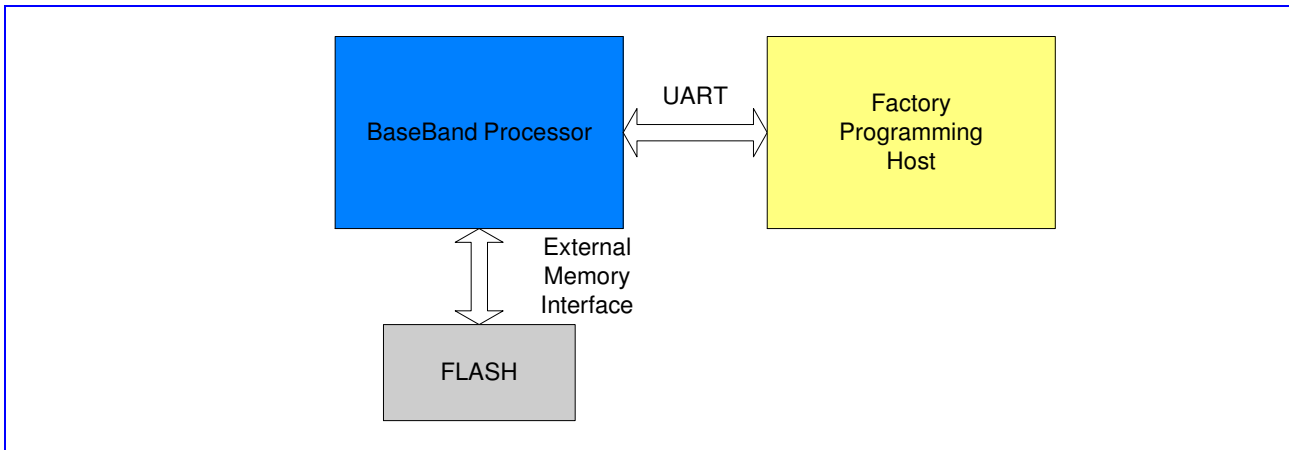 BaseBand Processor
UART
Factory
Programming
Host
External
Memory
Interface
FLASH